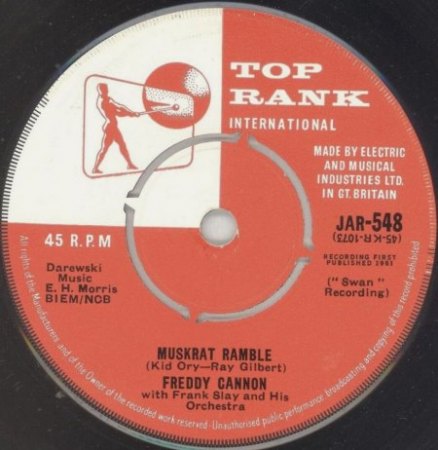 TOP
RANK
INTERNATIONAL
MADE BY ELECTRIC
AND MUSICAL
INDUSTRIES LTD.
IN GT. BRITAIN
45 R.P.M
JAR-548
(45-R-1075)
RECORDING FIRST
PUBLISHED 1961
Darewski
Music
E. H. Morris
BIEM/NCB
("Swan"
Recording)
MUSKRAT RAMBLE
(Kid Ory—Ray Gilbert)
FREDDY CANNON
with Frank Slay and His
Orchestra
All rights of the Manufacturers and of the Owner of the recorded work reserved · Unauthorised public performance, broadcasting and copying of this record prohibited